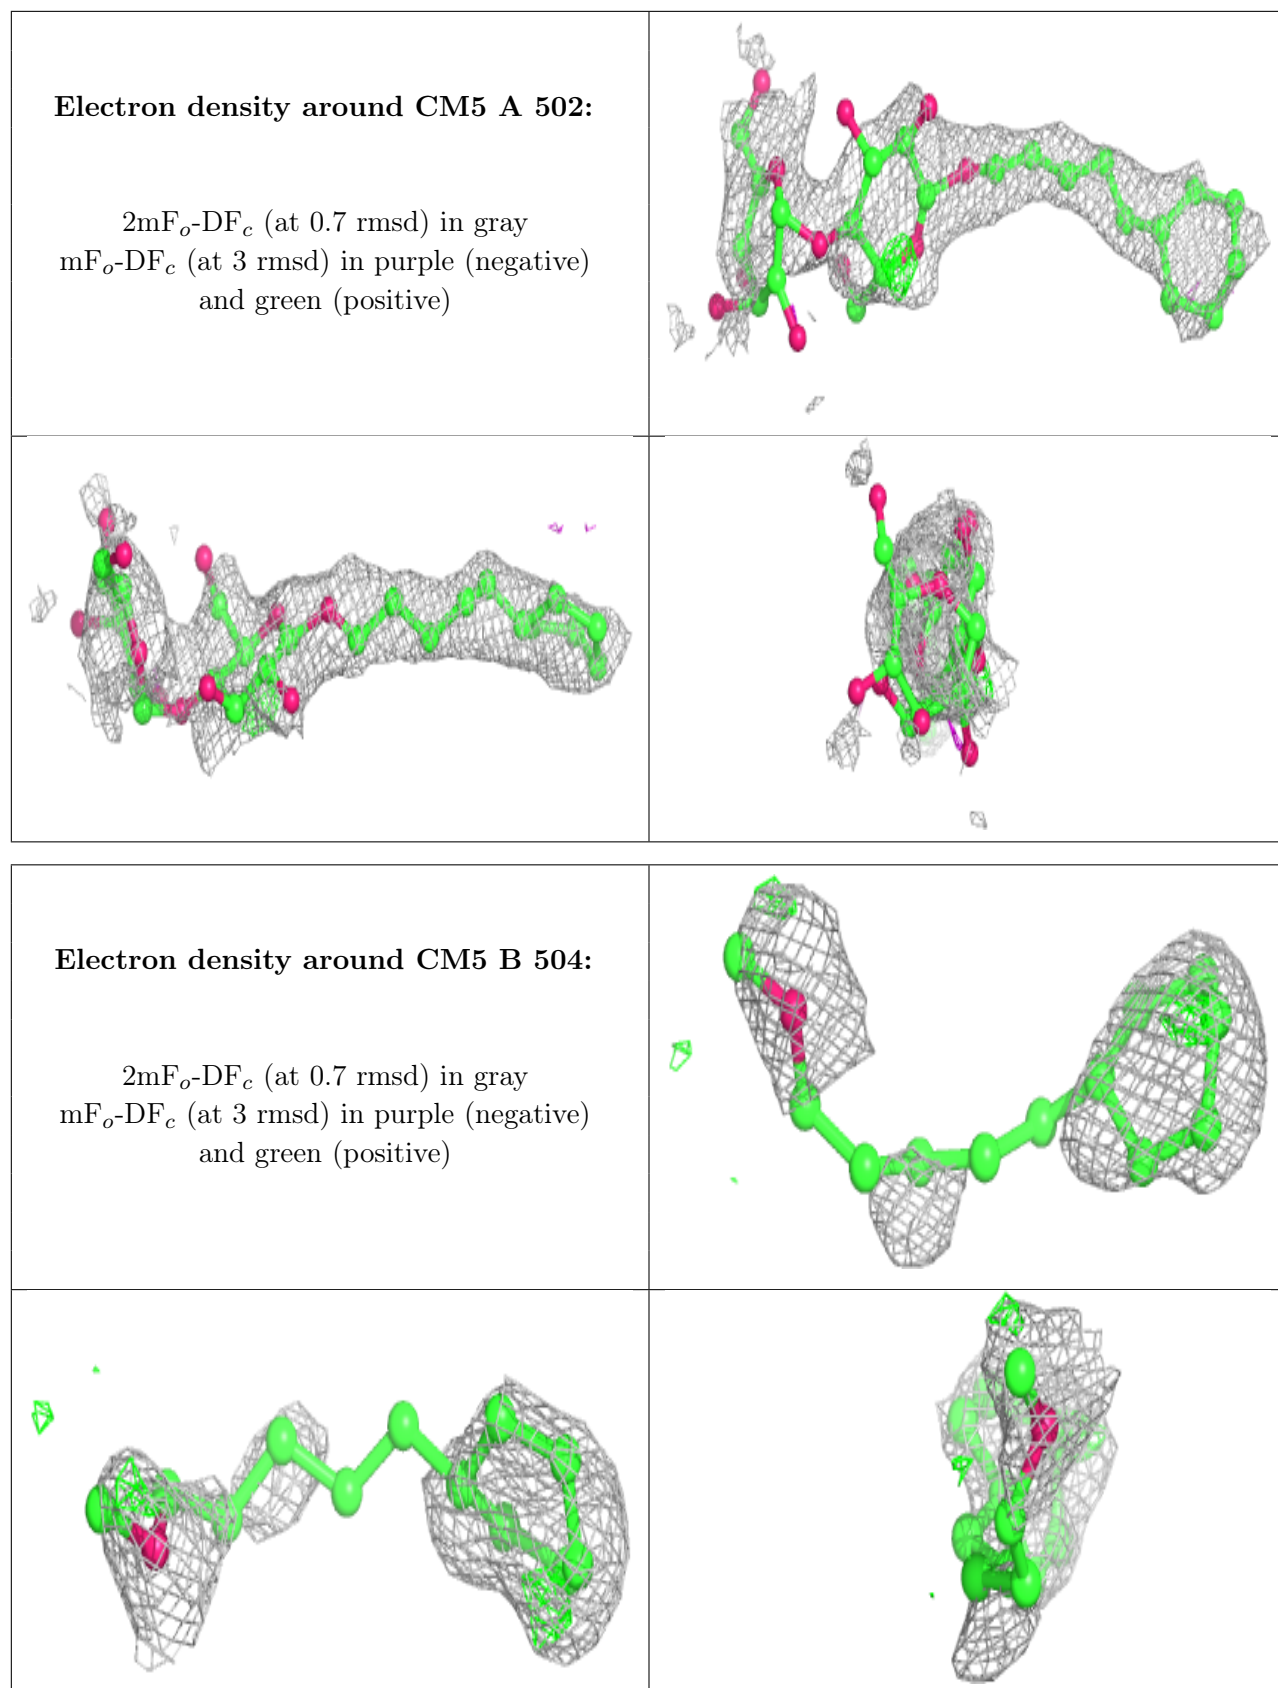 Electron density around CM5 A 502:
2mFₒ-DF𝑐 (at 0.7 rmsd) in gray
mFₒ-DF𝑐 (at 3 rmsd) in purple (negative)
and green (positive)
Electron density around CM5 B 504:
2mFₒ-DF𝑐 (at 0.7 rmsd) in gray
mFₒ-DF𝑐 (at 3 rmsd) in purple (negative)
and green (positive)